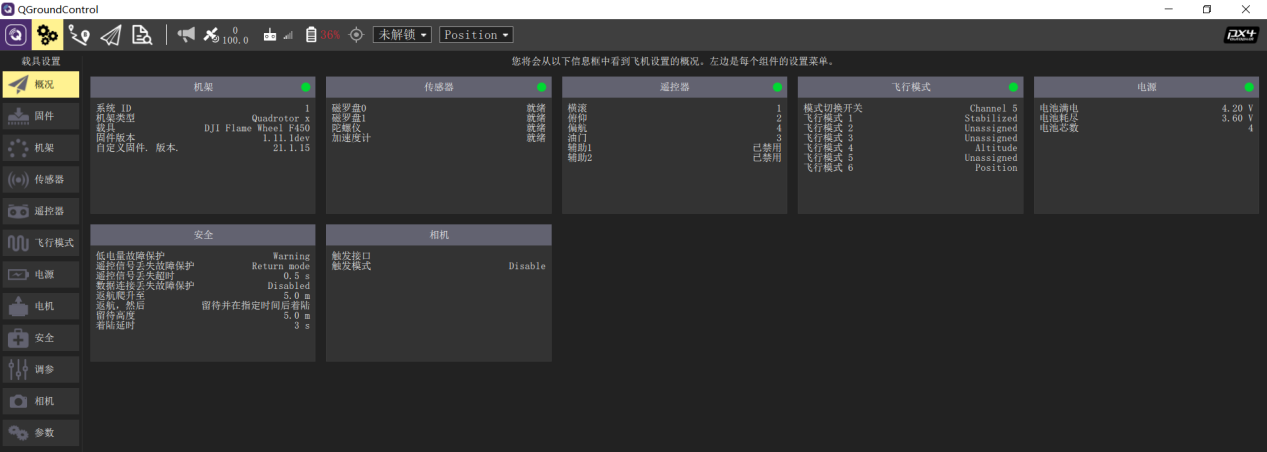 QGroundControl
0
100.0
36%
未解锁
Position
px4
载具设置
您将会从以下信息框中看到飞机设置的概况。左边是每个组件的设置菜单。
概况
固件
机架
传感器
遥控器
飞行模式
电源
电机
安全
调参
相机
参数
机架
系统 ID 1
机架类型 Quadrotor x
载具 DJI Flame Wheel F450
固件版本 1.11.1dev
自定义固件. 版本. 21.1.15
传感器
磁罗盘0 就绪
磁罗盘1 就绪
陀螺仪 就绪
加速度计 就绪
遥控器
横滚 1
俯仰 2
偏航 4
油门 3
辅助1 已禁用
辅助2 已禁用
飞行模式
模式切换开关 Channel 5
飞行模式 1 Stabilized
飞行模式 2 Unassigned
飞行模式 3 Unassigned
飞行模式 4 Altitude
飞行模式 5 Unassigned
飞行模式 6 Position
电源
电池满电 4.20 V
电池耗尽 3.60 V
电池芯数 4
安全
低电量故障保护 Warning
遥控信号丢失故障保护 Return mode
遥控信号丢失超时 0.5 s
数据连接丢失故障保护 Disabled
返航爬升至 5.0 m
返航，然后 留待并在指定时间后着陆
留待高度 5.0 m
着陆延时 3 s
相机
触发接口
触发模式 Disable